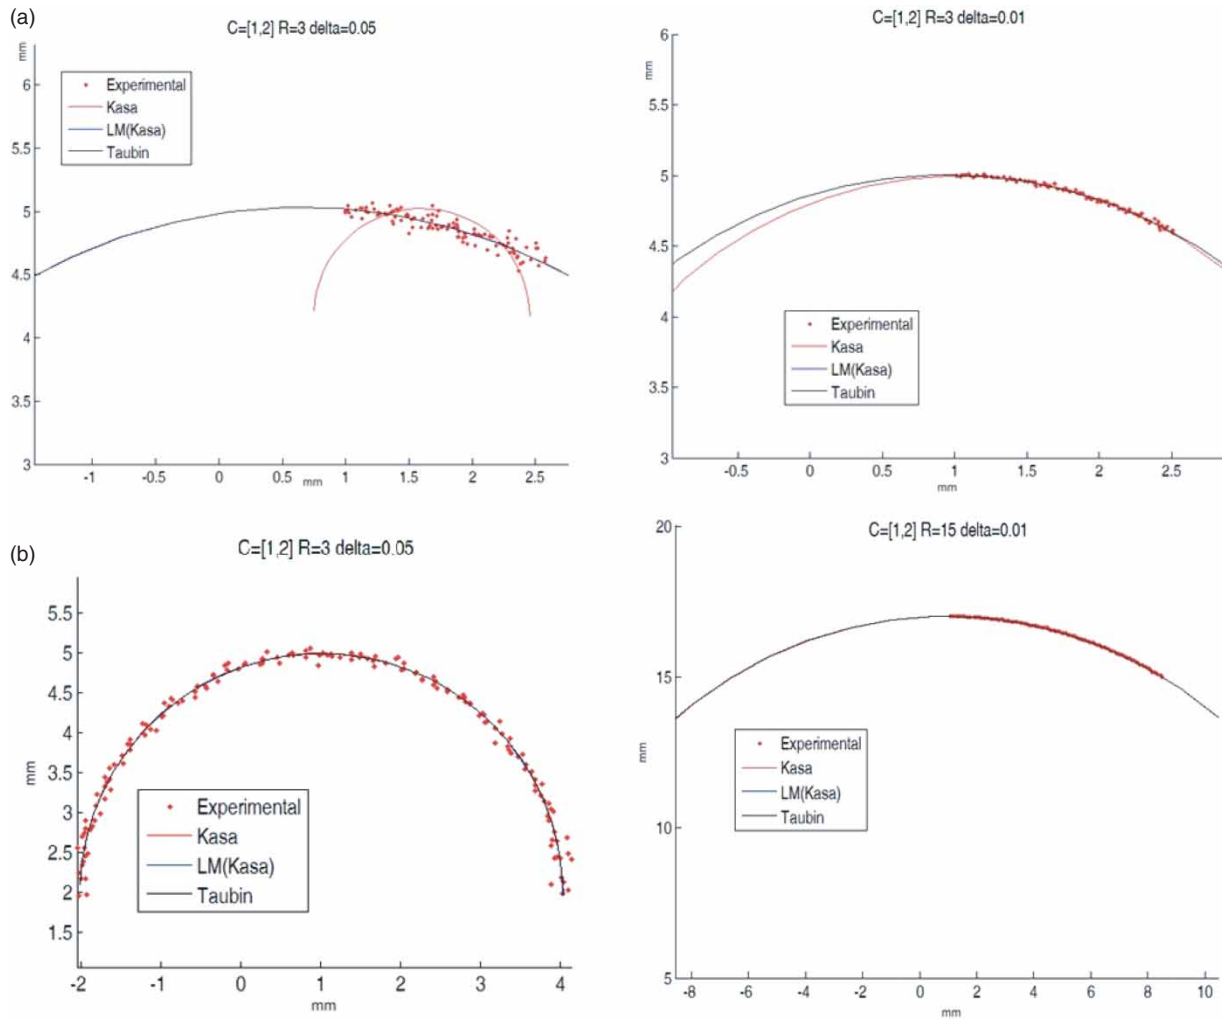 (a)
C=[1,2] R=3 delta=0.05
mm
6
5.5
5
4.5
4
3.5
3
Experimental
Kasa
LM(Kasa)
Taubin
-1 -0.5 0 0.5 1 1.5 2 2.5
mm
C=[1,2] R=3 delta=0.01
mm
6
5.5
5
4.5
4
3.5
3
Experimental
Kasa
LM(Kasa)
Taubin
-0.5 0 0.5 1 1.5 2 2.5
mm
(b)
C=[1,2] R=3 delta=0.05
mm
5.5
5
4.5
4
3.5
3
2.5
2
1.5
Experimental
Kasa
LM(Kasa)
Taubin
-2 -1 0 1 2 3 4
mm
C=[1,2] R=15 delta=0.01
mm
20
15
10
5
Experimental
Kasa
LM(Kasa)
Taubin
-8 -6 -4 -2 0 2 4 6 8 10
mm